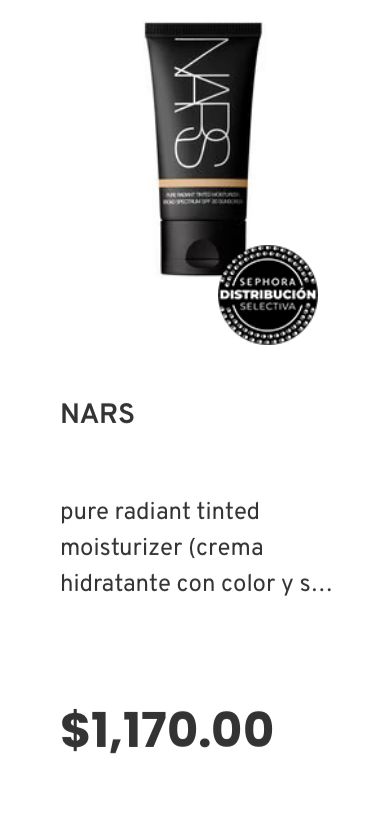 NARS
PURE RADIANT TINTED MOISTURIZER
BROAD SPECTRUM SPF 30 SUNSCREEN
SEPHORA
DISTRIBUCIÓN
SELECTIVA
NARS
pure radiant tinted
moisturizer (crema
hidratante con color y s...
$1,170.00